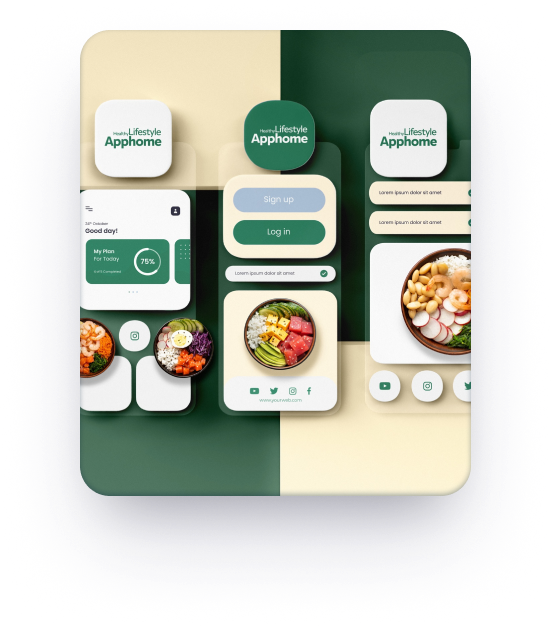 Healthy Lifestyle
Apphome
Healthy Lifestyle
Apphome
Healthy Lifestyle
Apphome
Sign up
Log in
Lorem ipsum dolor sit amet
www.yourweb.com
Good day!
My Plan
For Today
75%
Lorem ipsum dolor sit amet
Lorem ipsum dolor sit amet